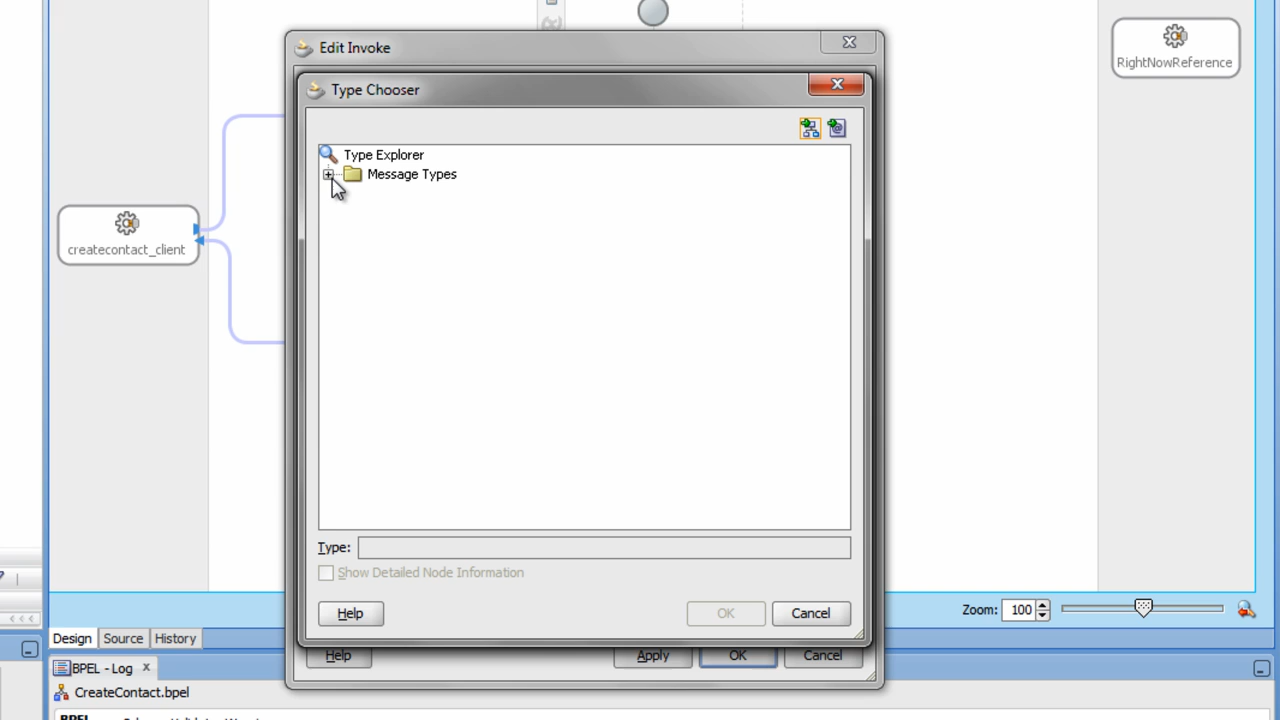 Edit Invoke
RightNowReference
Type Chooser
Type Explorer
Message Types
createcontact_client
Type:
Show Detailed Node Information
Help OK Cancel
Zoom: 100
Design Source History
Help Apply OK Cancel
BPEL - Log
CreateContact.bpel
BPEL